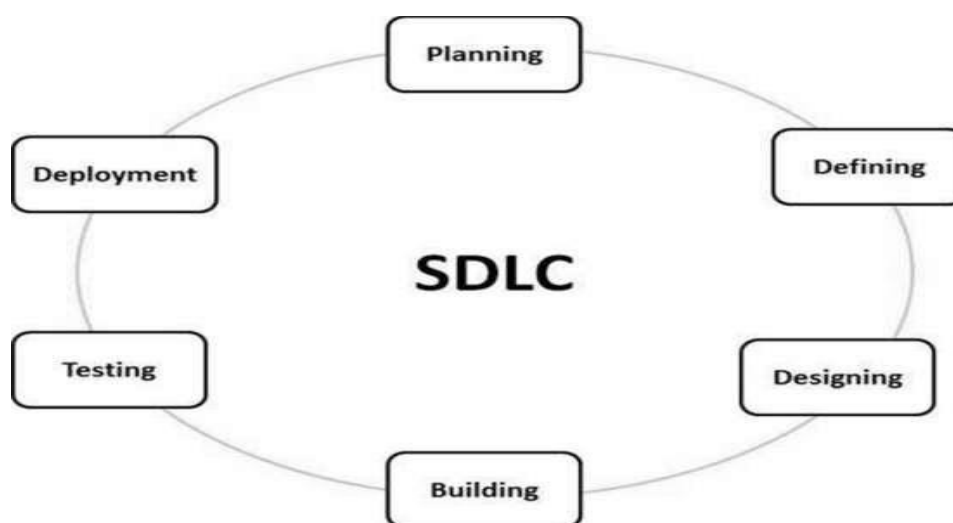 Planning
Deployment
Defining
SDLC
Testing
Designing
Building